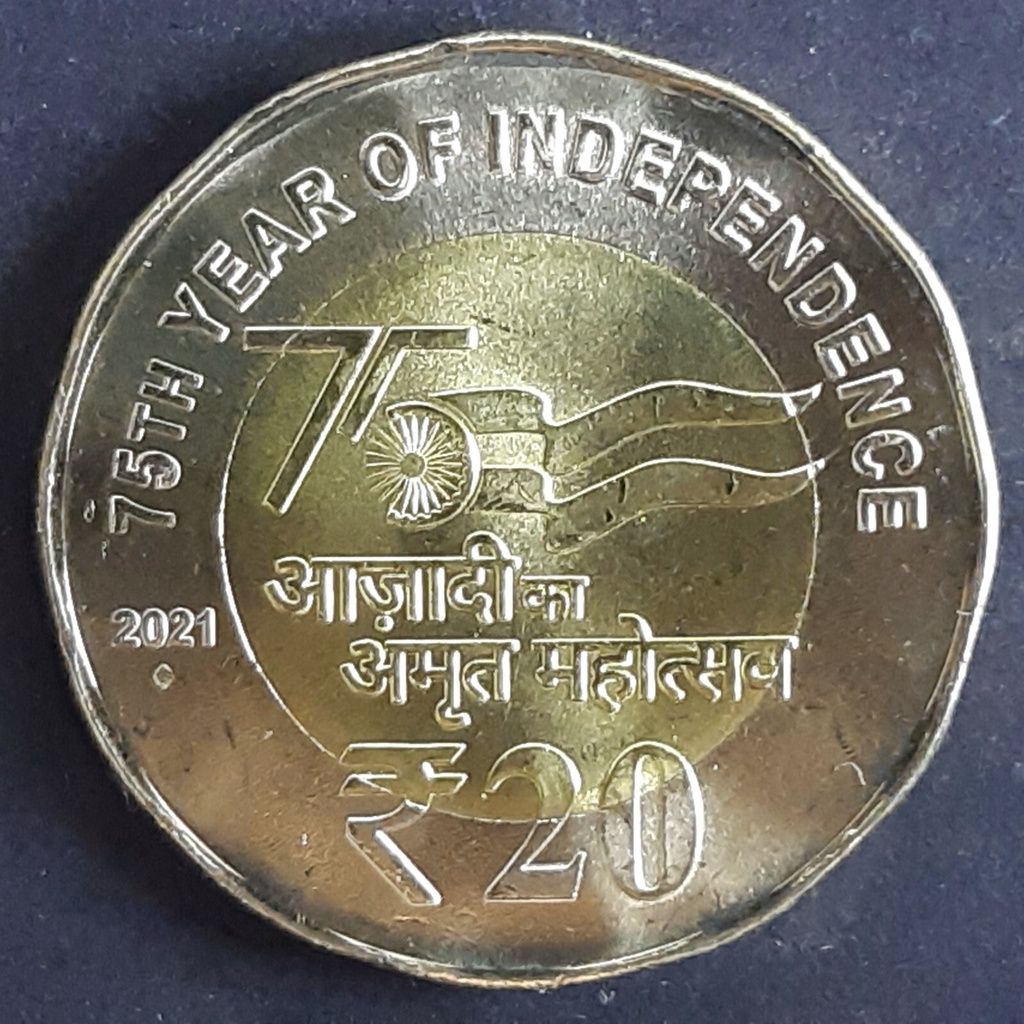 75TH YEAR OF INDEPENDENCE
75
आज़ादी का
अमृत महोत्सव
2021
₹20